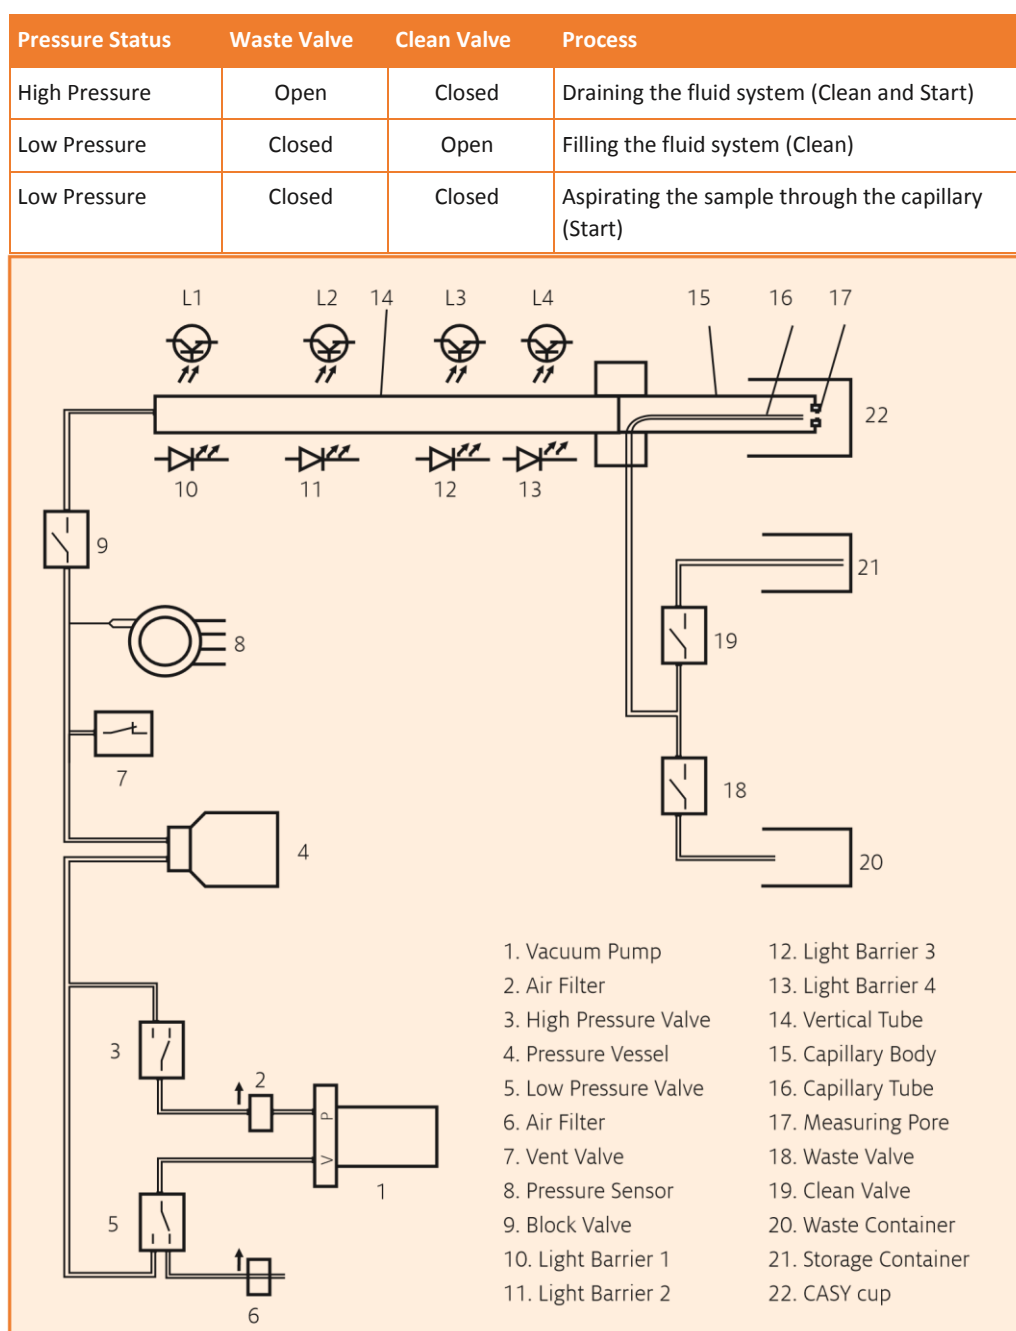 Pressure Status Waste Valve Clean Valve Process
High Pressure Open Closed Draining the fluid system (Clean and Start)
Low Pressure Closed Open Filling the fluid system (Clean)
Low Pressure Closed Closed Aspirating the sample through the capillary
(Start)
L1 L2 14 L3 L4 15 16 17
22
10 11 12 13
9
21
19
8
7
18
4
20
3
2
P
V
1
5
6
1. Vacuum Pump
2. Air Filter
3. High Pressure Valve
4. Pressure Vessel
5. Low Pressure Valve
6. Air Filter
7. Vent Valve
8. Pressure Sensor
9. Block Valve
10. Light Barrier 1
11. Light Barrier 2
12. Light Barrier 3
13. Light Barrier 4
14. Vertical Tube
15. Capillary Body
16. Capillary Tube
17. Measuring Pore
18. Waste Valve
19. Clean Valve
20. Waste Container
21. Storage Container
22. CASY cup